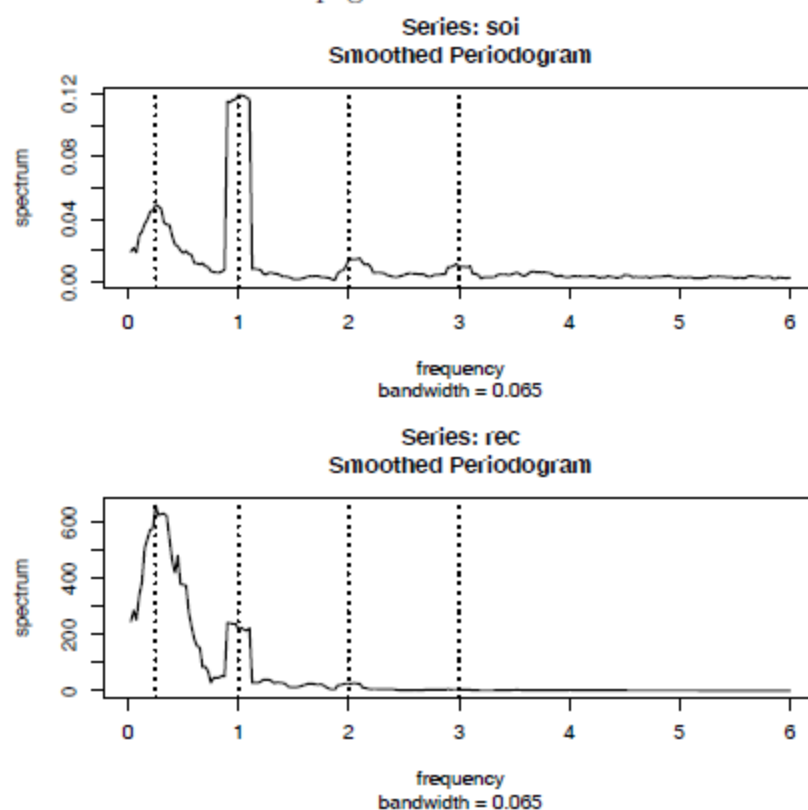 Series: soi
Smoothed Periodogram
spectrum
0.00 0.04 0.08 0.12
0 1 2 3 4 5 6
frequency
bandwidth = 0.065
Series: rec
Smoothed Periodogram
spectrum
0 200 400 600
0 1 2 3 4 5 6
frequency
bandwidth = 0.065